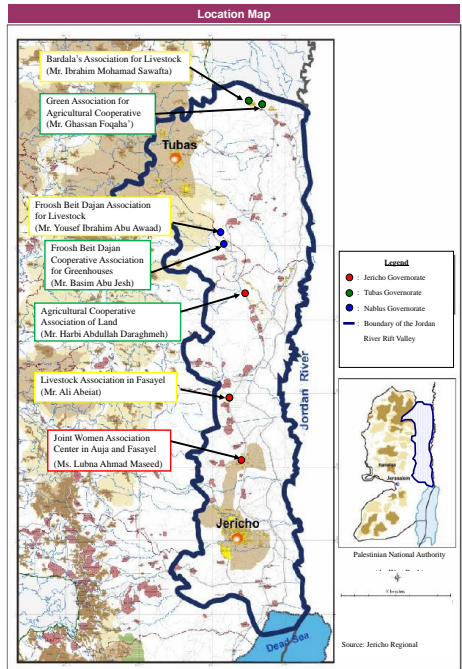 Location Map
Bardala's Association for Livestock
(Mr. Ibrahim Mohamad Sawafta)
Green Association for
Agricultural Cooperative
(Mr. Ghassan Foqaha')
Tubas
Froosh Beit Dajan Association
for Livestock
(Mr. Yousef Ibrahim Abu Awaad)
Froosh Beit Dajan
Cooperative Association
for Greenhouses
(Mr. Basim Abu Jesh)
Agricultural Cooperative
Association of Land
(Mr. Harbi Abdullah Daraghmeh)
Livestock Association in Fasayel
(Mr. Ali Abeiat)
Joint Women Association
Center in Auja and Fasayel
(Ms. Lubna Ahmad Maseed)
Jericho
Jordan River
Dead Sea
Legend
: Jericho Governorate
: Tubas Governorate
: Nablus Governorate
: Boundary of the Jordan
River Rift Valley
Jerusalem
Palestinian National Authority
Source: Jericho Regional